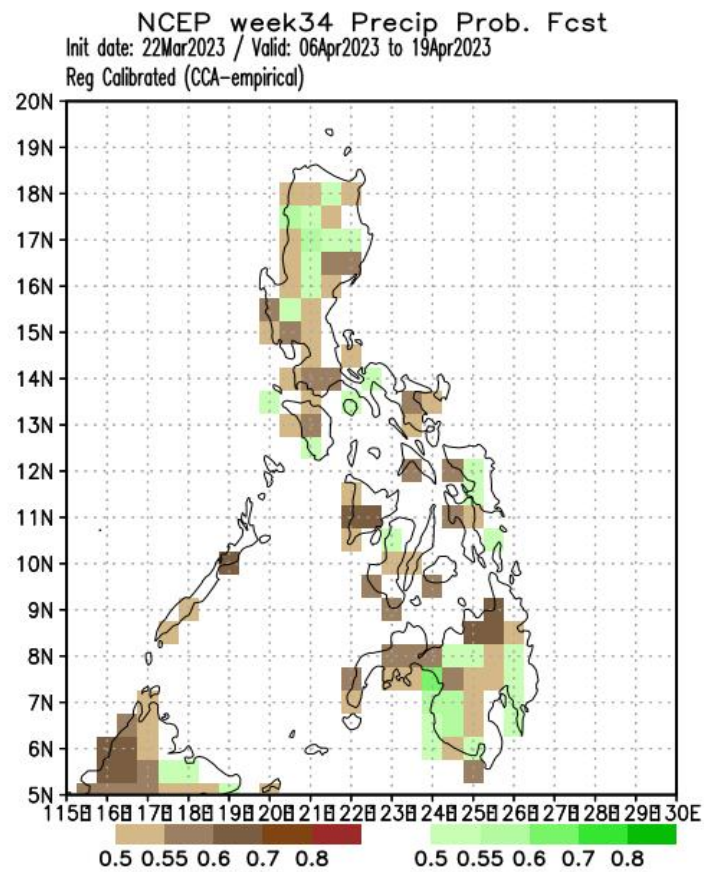 NCEP week34 Precip Prob. Fcst
Init date: 22Mar2023 / Valid: 06Apr2023 to 19Apr2023
Reg Calibrated (CCA-empirical)
20N
19N
18N
17N
16N
15N
14N
13N
12N
11N
10N
9N
8N
7N
6N
5N
115E 116E 117E 118E 119E 120E 121E 122E 123E 124E 125E 126E 127E 128E 129E 130E
0.5 0.55 0.6 0.7 0.8 0.5 0.55 0.6 0.7 0.8